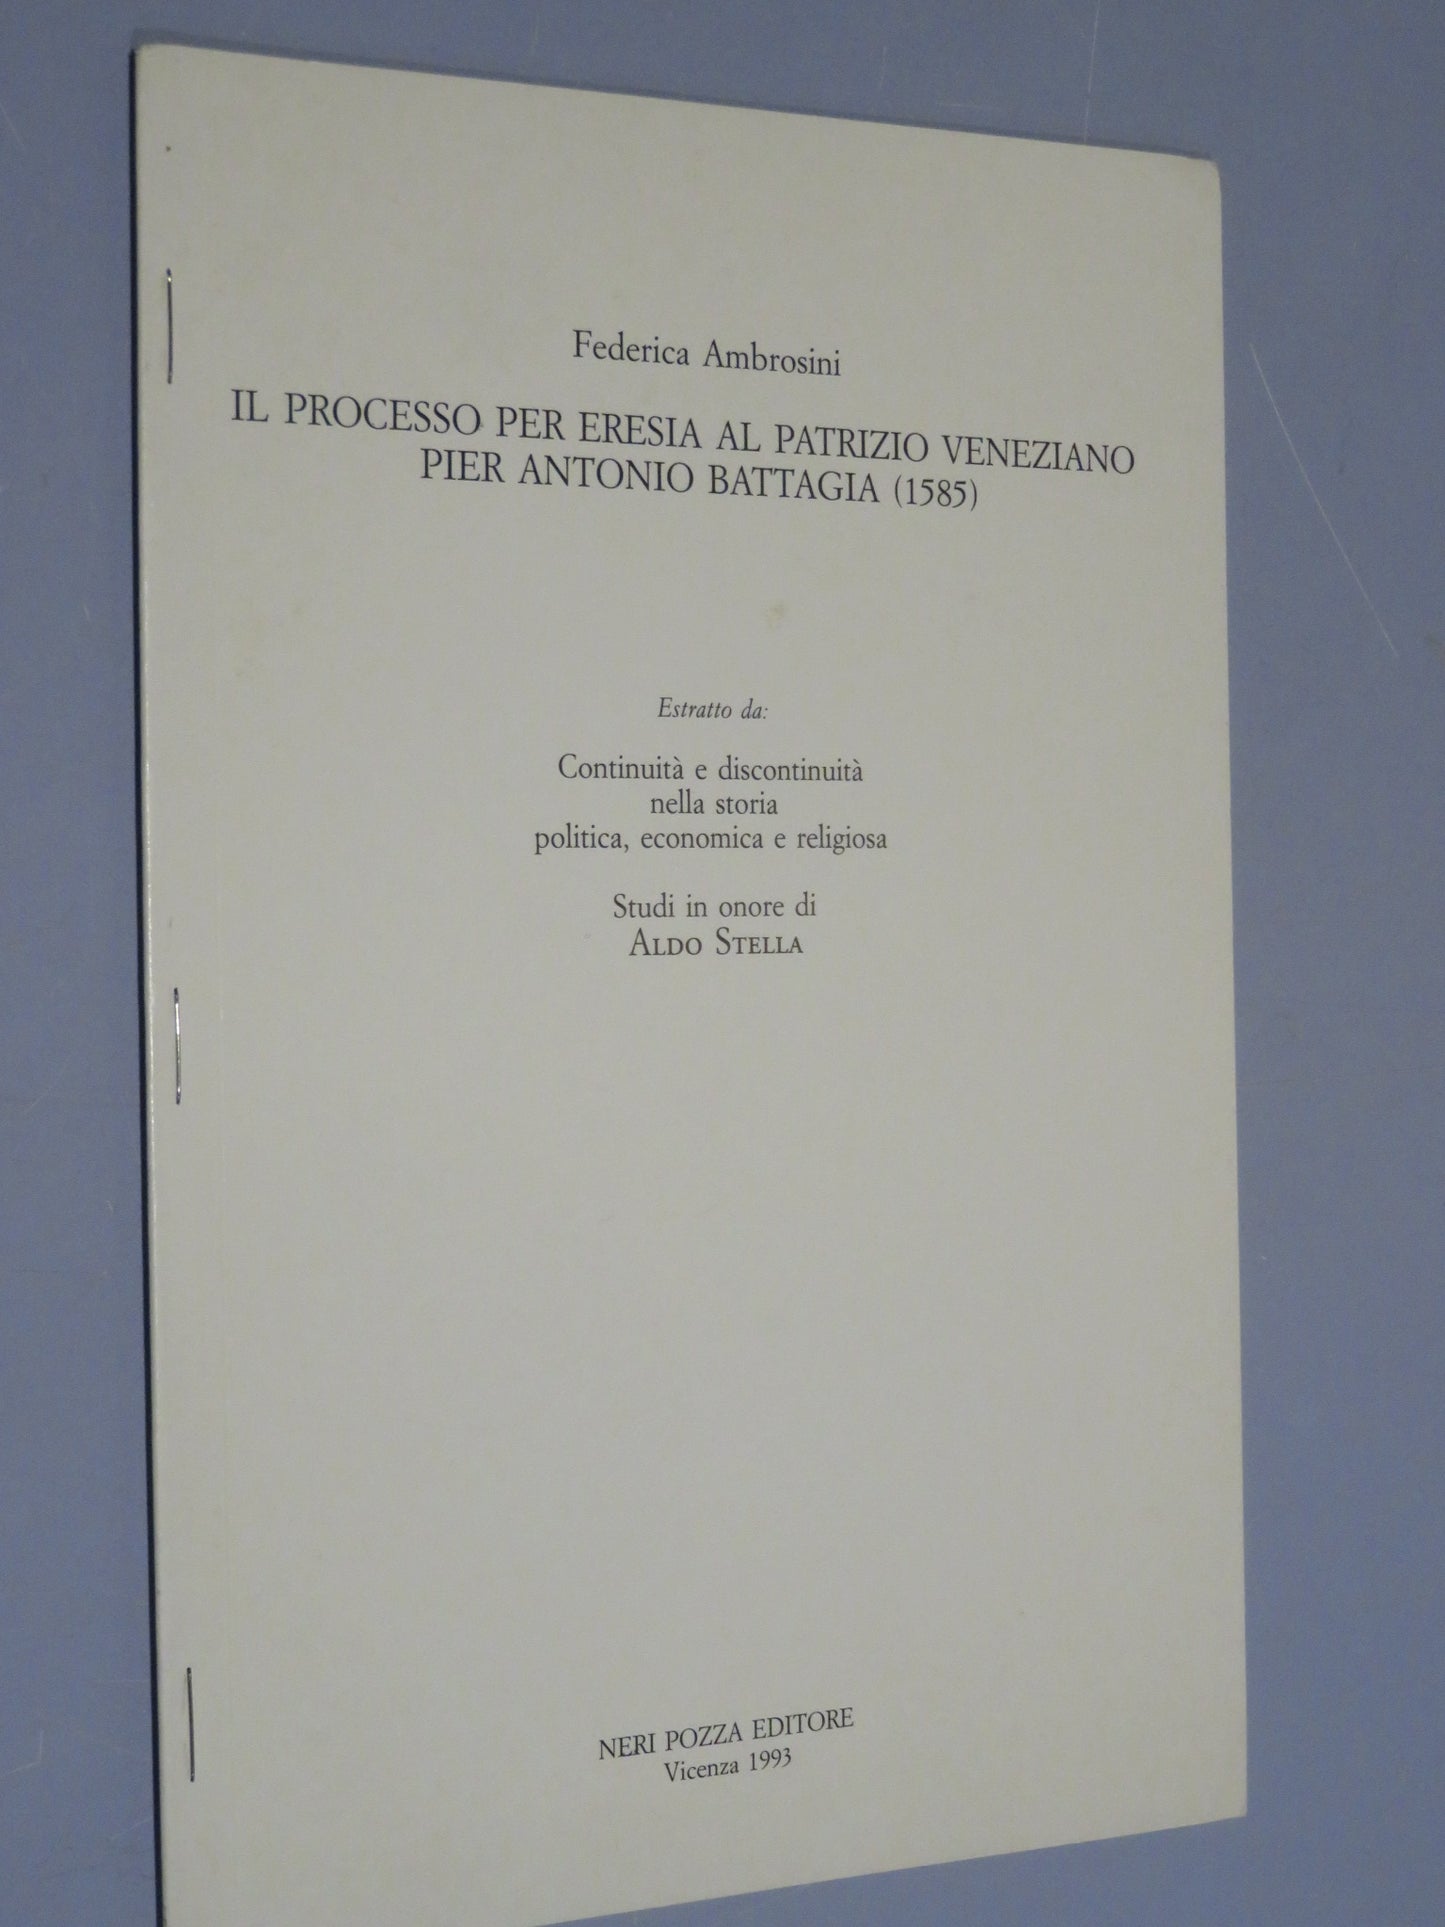 Federica Ambrosini
IL PROCESSO PER ERESIA AL PATRIZIO VENEZIANO
PIER ANTONIO BATTAGIA (1585)
Estratto da:
Continuità e discontinuità
nella storia
politica, economica e religiosa
Studi in onore di
ALDO STELLA
NERI POZZA EDITORE
Vicenza 1993